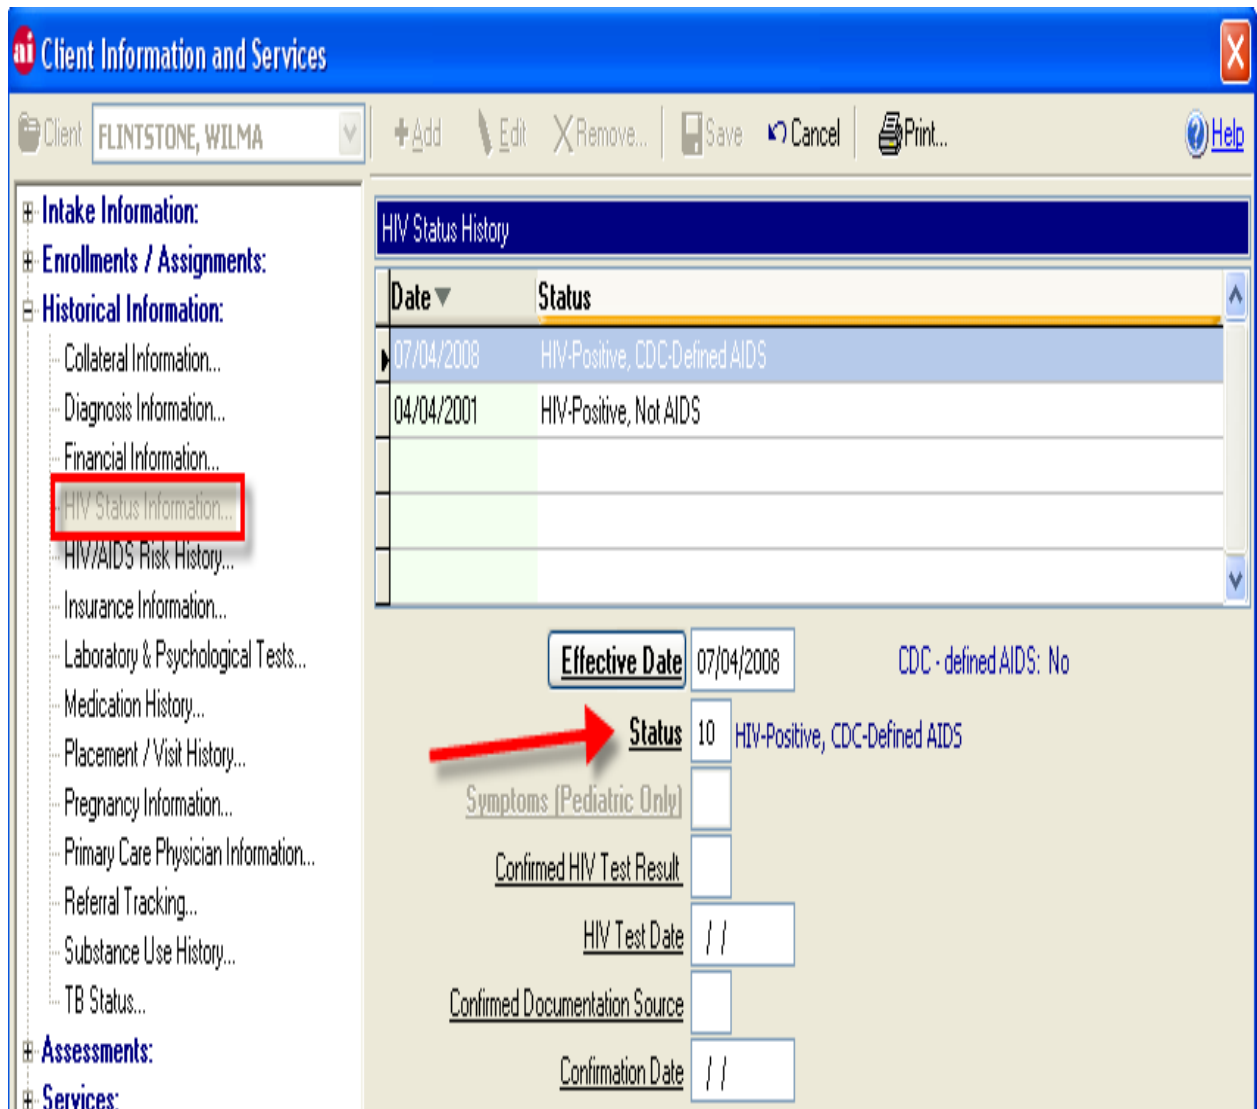 ai Client Information and Services X
Client FLINTSTONE, WILMA Add Edit Remove... Save Cancel Print... Help
Intake Information:
Enrollments / Assignments:
Historical Information:
Collateral Information...
Diagnosis Information...
Financial Information...
HIV Status Information...
HIV/AIDS Risk History...
Insurance Information...
Laboratory & Psychological Tests...
Medication History...
Placement / Visit History...
Pregnancy Information...
Primary Care Physician Information...
Referral Tracking...
Substance Use History...
TB Status...
Assessments:
Services:
HIV Status History
Date Status
07/04/2008 HIV-Positive, CDC-Defined AIDS
04/04/2001 HIV-Positive, Not AIDS
Effective Date 07/04/2008 CDC - defined AIDS: No
Status 10 HIV-Positive, CDC-Defined AIDS
Symptoms (Pediatric Only)
Confirmed HIV Test Result
HIV Test Date / /
Confirmed Documentation Source
Confirmation Date / /